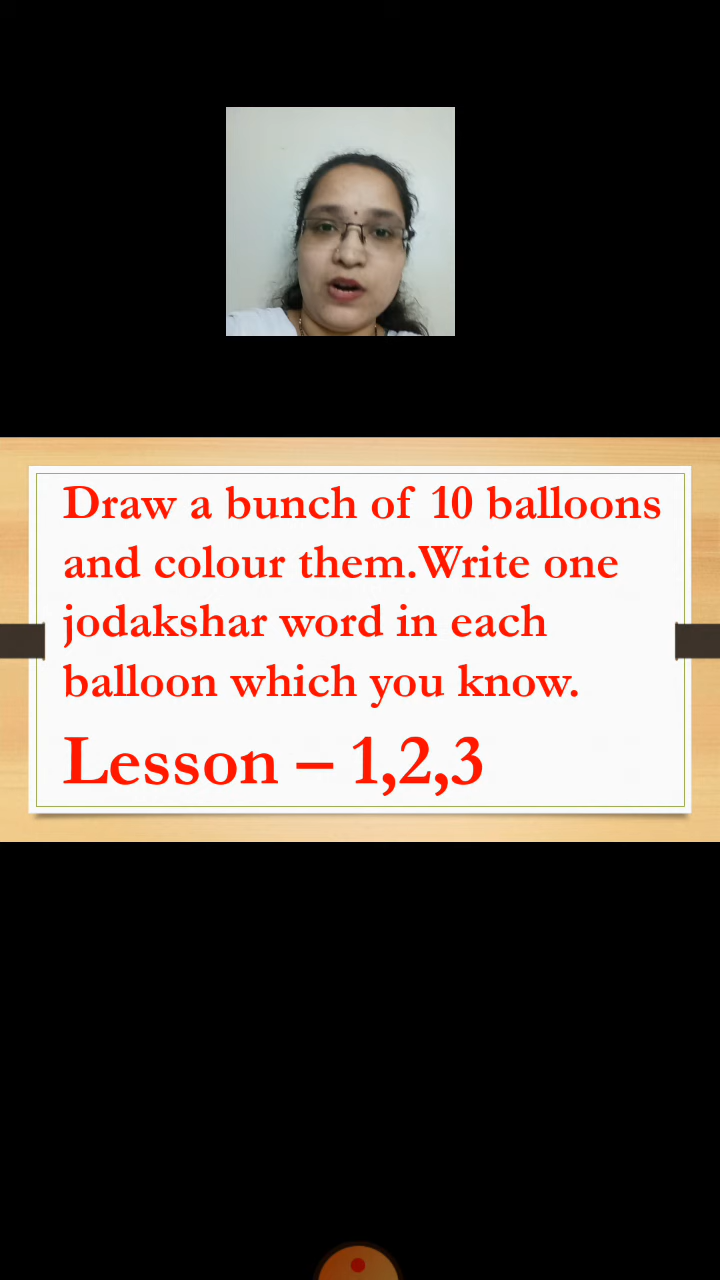 Draw a bunch of 10 balloons
and colour them.Write one
jodakshar word in each
balloon which you know.
Lesson – 1,2,3